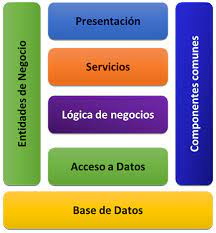 Entidades de Negocio
Presentación
Servicios
Lógica de negocios
Acceso a Datos
Componentes comunes
Base de Datos